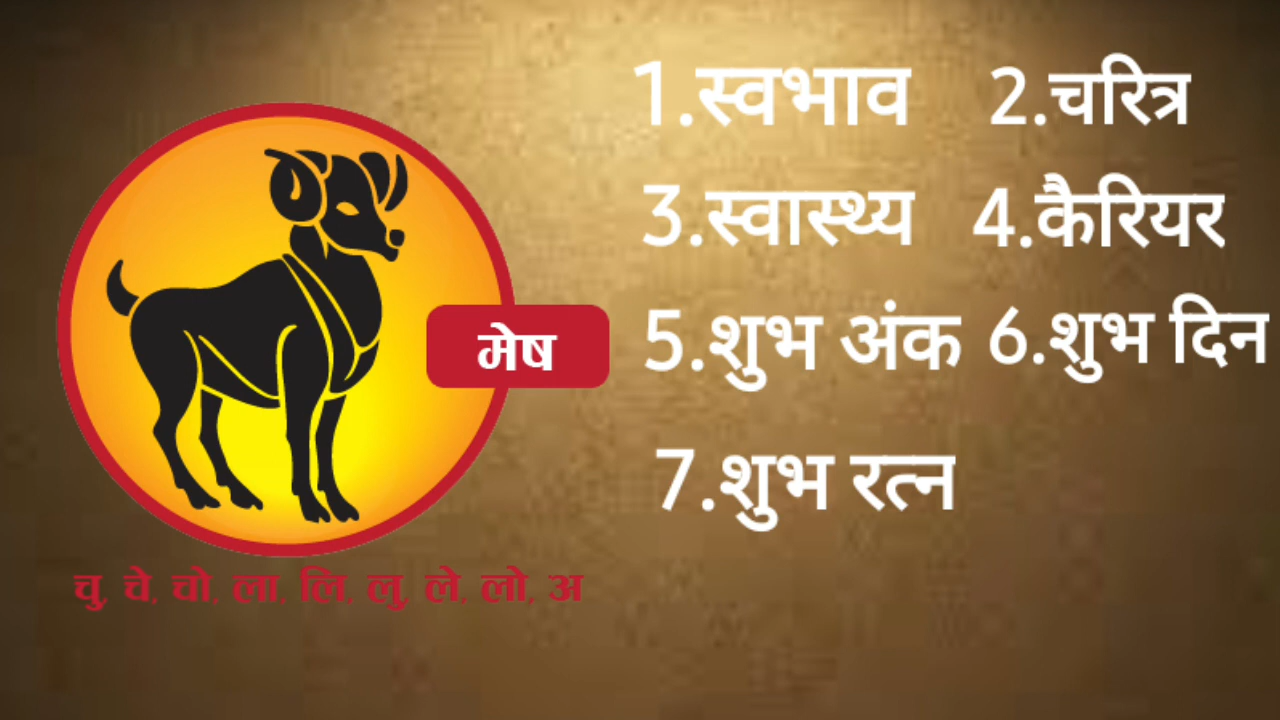 1.स्वभाव 2.चरित्र
3.स्वास्थ्य 4.कैरियर
मेष
5.शुभ अंक 6.शुभ दिन
7.शुभ रत्न
चु, चे, चो, ला, लि, लु, ले, लो, अ